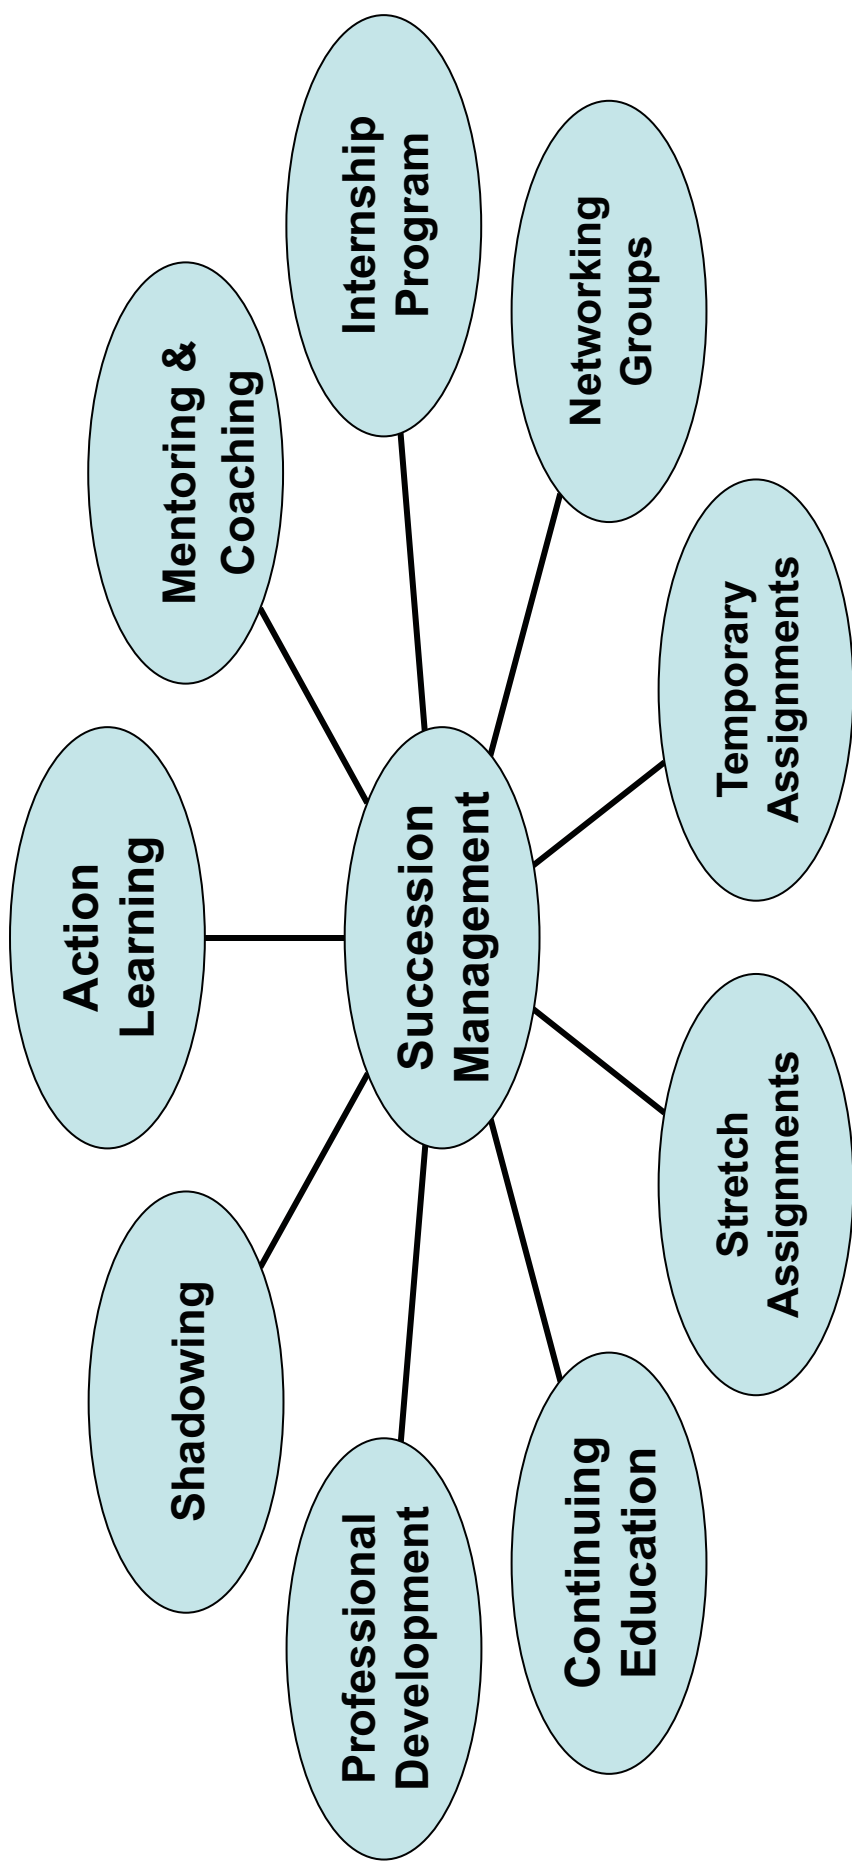 Action
Learning
Mentoring &
Coaching
Internship
Program
Networking
Groups
Temporary
Assignments
Stretch
Assignments
Continuing
Education
Professional
Development
Shadowing
Succession
Management